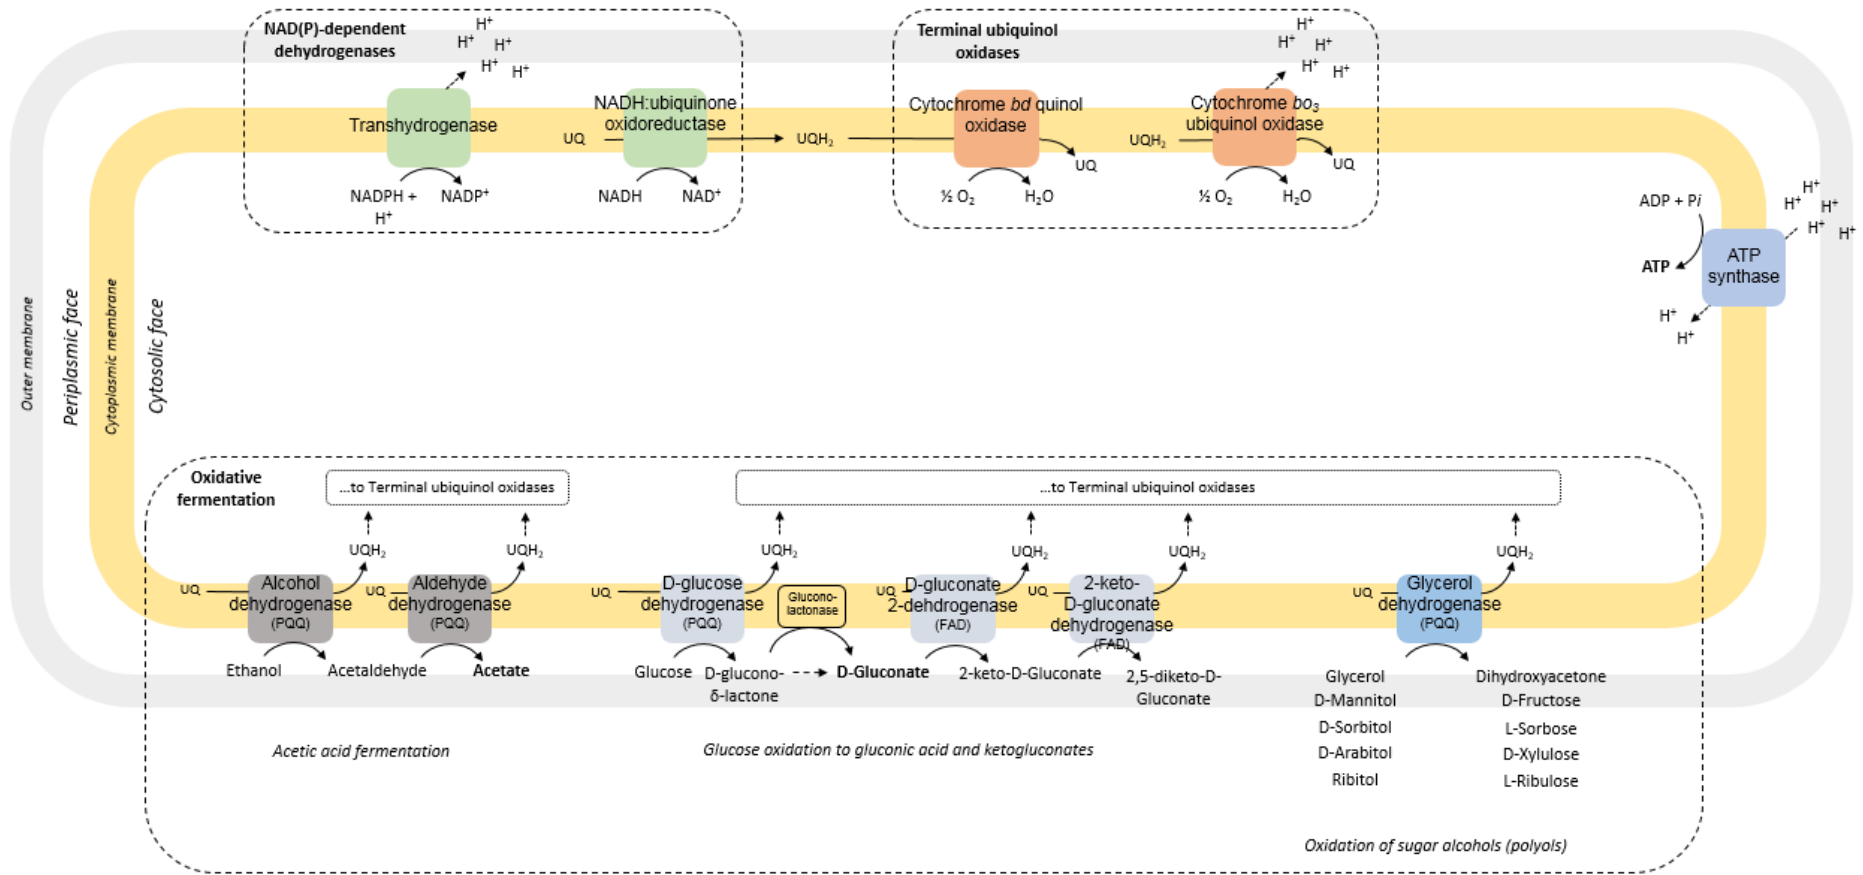 NAD(P)-dependent
dehydrogenases
H⁺
H⁺
H⁺
H⁺
H⁺
Transhydrogenase
NADPH +
H⁺
NADP⁺
UQ
NADH:ubiquinone
oxidoreductase
NADH
NAD⁺
UQH₂
Terminal ubiquinol
oxidases
Cytochrome bd quinol
oxidase
½ O₂
H₂O
UQ
H⁺
H⁺
H⁺
H⁺
H⁺
UQH₂
Cytochrome bo₃
ubiquinol oxidase
½ O₂
H₂O
UQ
ADP + Pi
ATP
ATP
synthase
H⁺
H⁺
H⁺
H⁺
H⁺
H⁺
H⁺
Outer membrane
Periplasmic face
Cytoplasmic membrane
Cytosolic face
Oxidative
fermentation
...to Terminal ubiquinol oxidases
...to Terminal ubiquinol oxidases
UQ
Alcohol
dehydrogenase
(PQQ)
UQH₂
Ethanol
Acetaldehyde
UQ
Aldehyde
dehydrogenase
(PQQ)
UQH₂
Acetate
Acetic acid fermentation
UQ
D-glucose
dehydrogenase
(PQQ)
UQH₂
Glucose
D-glucono-
δ-lactone
Glucono-
lactonase
D-Gluconate
UQ
D-gluconate
2-dehdrogenase
(FAD)
UQH₂
2-keto-D-Gluconate
UQ
2-keto-
D-gluconate
dehydrogenase
(FAD)
UQH₂
2,5-diketo-D-
Gluconate
Glucose oxidation to gluconic acid and ketogluconates
UQ
Glycerol
dehydrogenase
(PQQ)
UQH₂
Glycerol
Dihydroxyacetone
D-Mannitol
D-Fructose
D-Sorbitol
L-Sorbose
D-Arabitol
D-Xylulose
Ribitol
L-Ribulose
Oxidation of sugar alcohols (polyols)